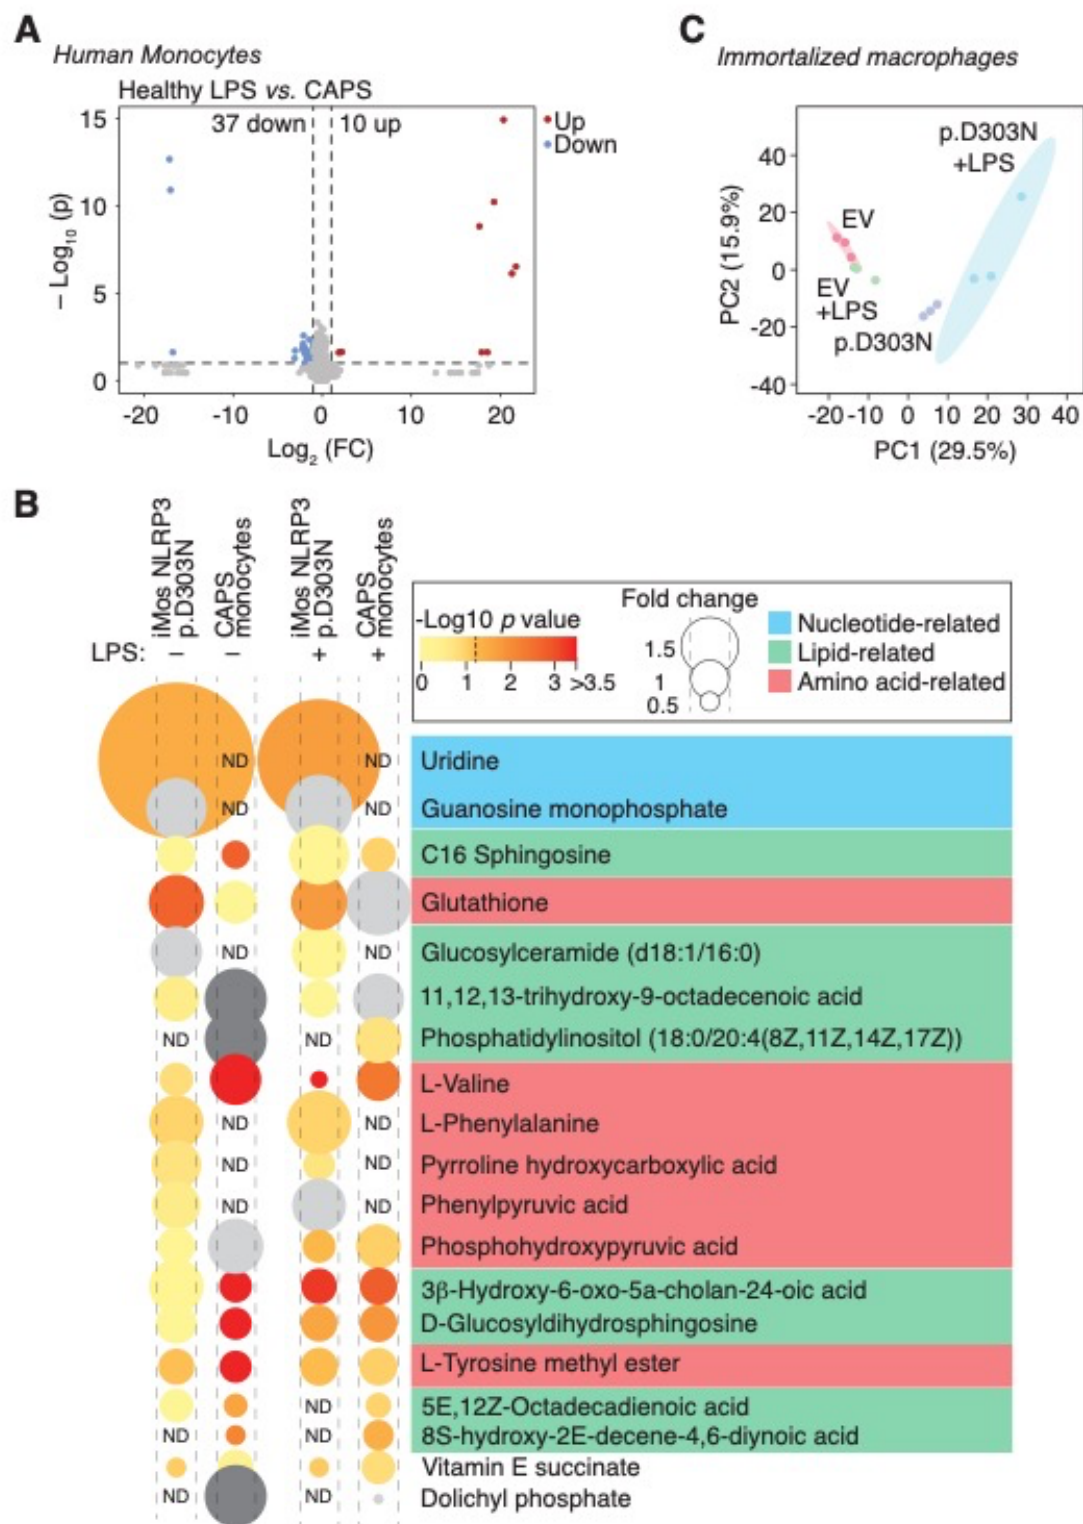 A
Human Monocytes
Healthy LPS vs. CAPS
37 down
10 up
Up
Down
15
10
5
0
– Log10 (p)
-20 -10 0 10 20
Log2 (FC)
C
Immortalized macrophages
p.D303N
+LPS
EV
EV
+LPS
p.D303N
40
20
0
-20
-40
PC2 (15.9%)
-20 -10 0 10 20 30 40
PC1 (29.5%)
B
iMos NLRP3
p.D303N
CAPS
monocytes
iMos NLRP3
p.D303N
CAPS
monocytes
LPS: – – + +
-Log10 p value
0 1 2 3 >3.5
Fold change
1.5
1
0.5
Nucleotide-related
Lipid-related
Amino acid-related
ND ND Uridine
ND ND Guanosine monophosphate
C16 Sphingosine
Glutathione
ND ND Glucosylceramide (d18:1/16:0)
11,12,13-trihydroxy-9-octadecenoic acid
ND ND Phosphatidylinositol (18:0/20:4(8Z,11Z,14Z,17Z))
L-Valine
ND ND L-Phenylalanine
ND ND Pyrroline hydroxycarboxylic acid
ND ND Phenylpyruvic acid
Phosphohydroxypyruvic acid
3β-Hydroxy-6-oxo-5a-cholan-24-oic acid
D-Glucosyldihydrosphingosine
L-Tyrosine methyl ester
ND 5E,12Z-Octadecadienoic acid
ND ND 8S-hydroxy-2E-decene-4,6-diynoic acid
Vitamin E succinate
ND ND Dolichyl phosphate